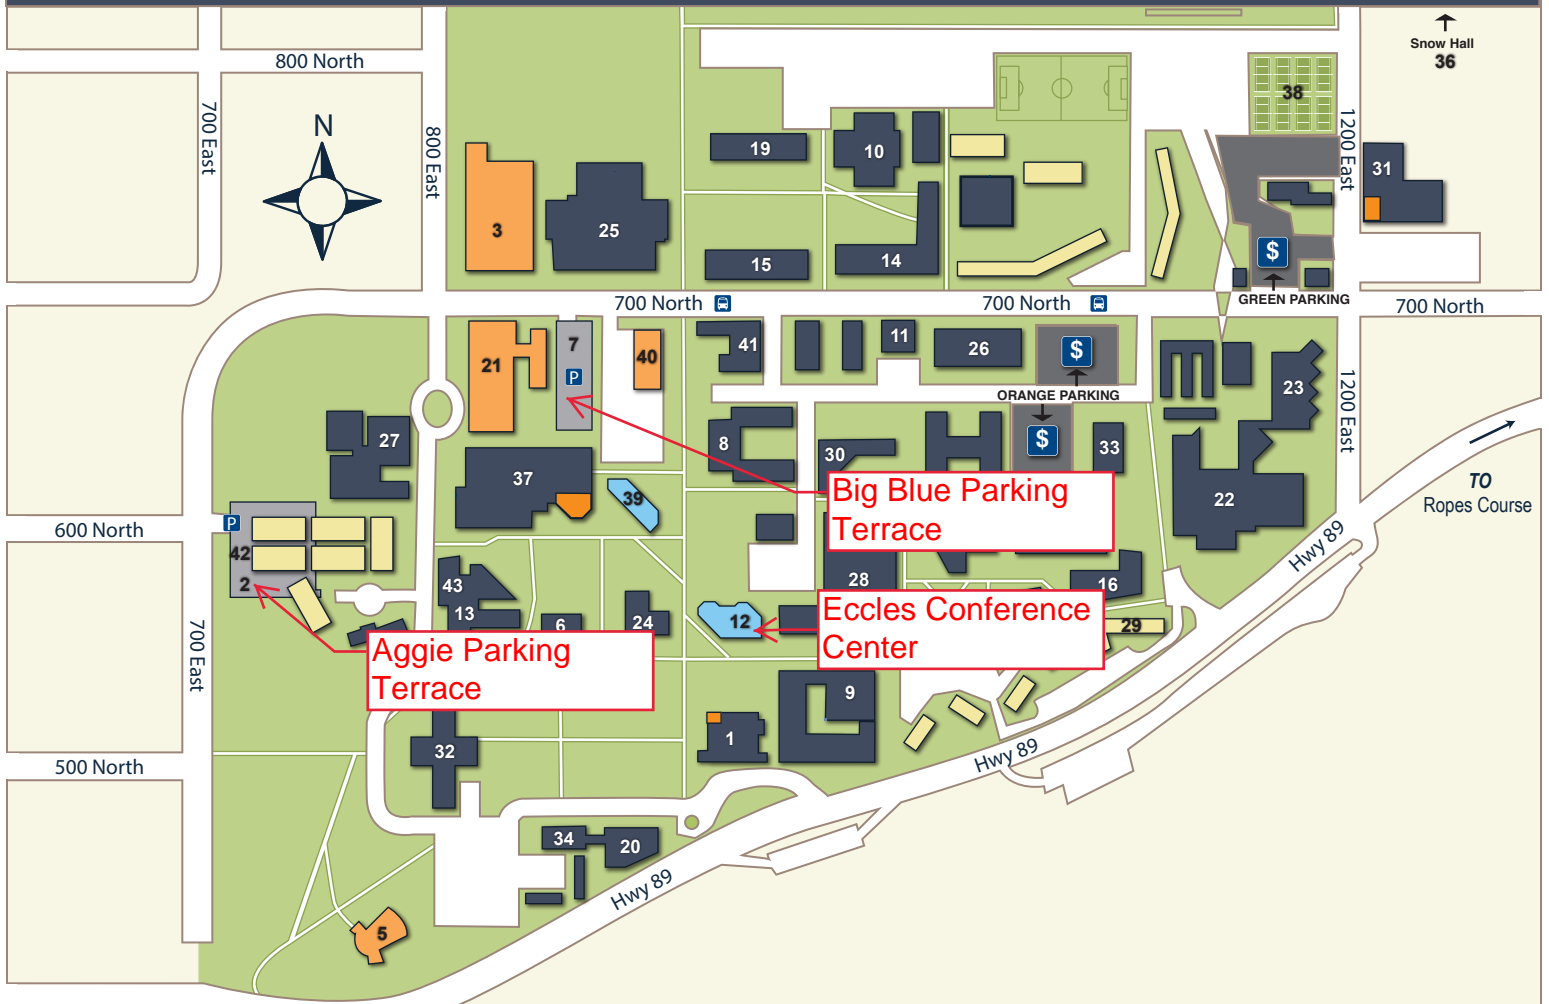 Snow Hall
36
800 North
38
700 East
N
800 East
1200 East
19
10
31
3
25
15
14
$
GREEN PARKING
700 North
700 North
700 North
21
7
P
40
41
11
26
$
ORANGE PARKING
23
1200 East
27
8
30
$
33
37
39
22
TO
Ropes Course
Big Blue Parking
Terrace
600 North
P
42
2
Hwy 89
43
13
6
24
12
28
16
Eccles Conference
Center
29
700 East
Aggie Parking
Terrace
9
1
32
Hwy 89
500 North
34
20
Hwy 89
5